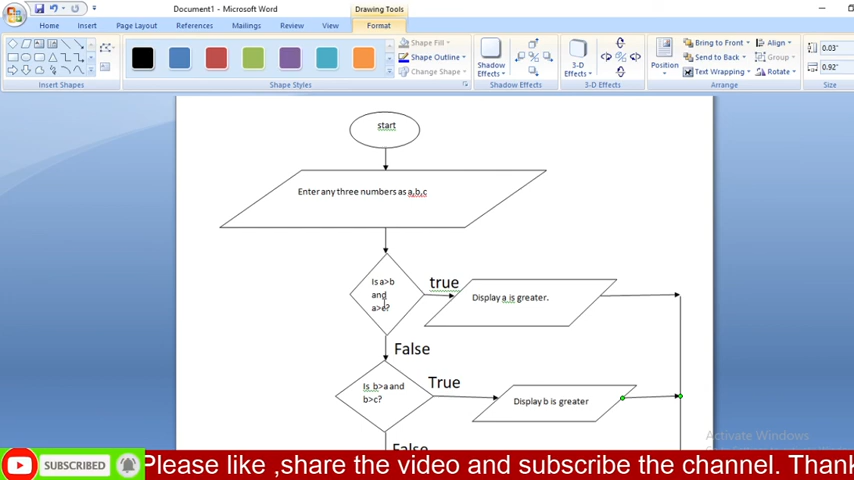 Document1 - Microsoft Word
Drawing Tools
Home
Insert
Page Layout
References
Mailings
Review
View
Format
Shape Fill
Shape Outline
Change Shape
Shadow
Effects
3-D
Effects
Position
Bring to Front
Send to Back
Text Wrapping
Align
Group
Rotate
0.03"
0.92"
Insert Shapes
Shape Styles
Shadow Effects
3-D Effects
Arrange
Size
start
Enter any three numbers as a,b,c
Is a>b
and
a>c?
true
Display a is greater.
False
Is b>a and
b>c?
True
Display b is greater
False
Activate Windows
SUBSCRIBED
Please like ,share the video and subscribe the channel. Thank